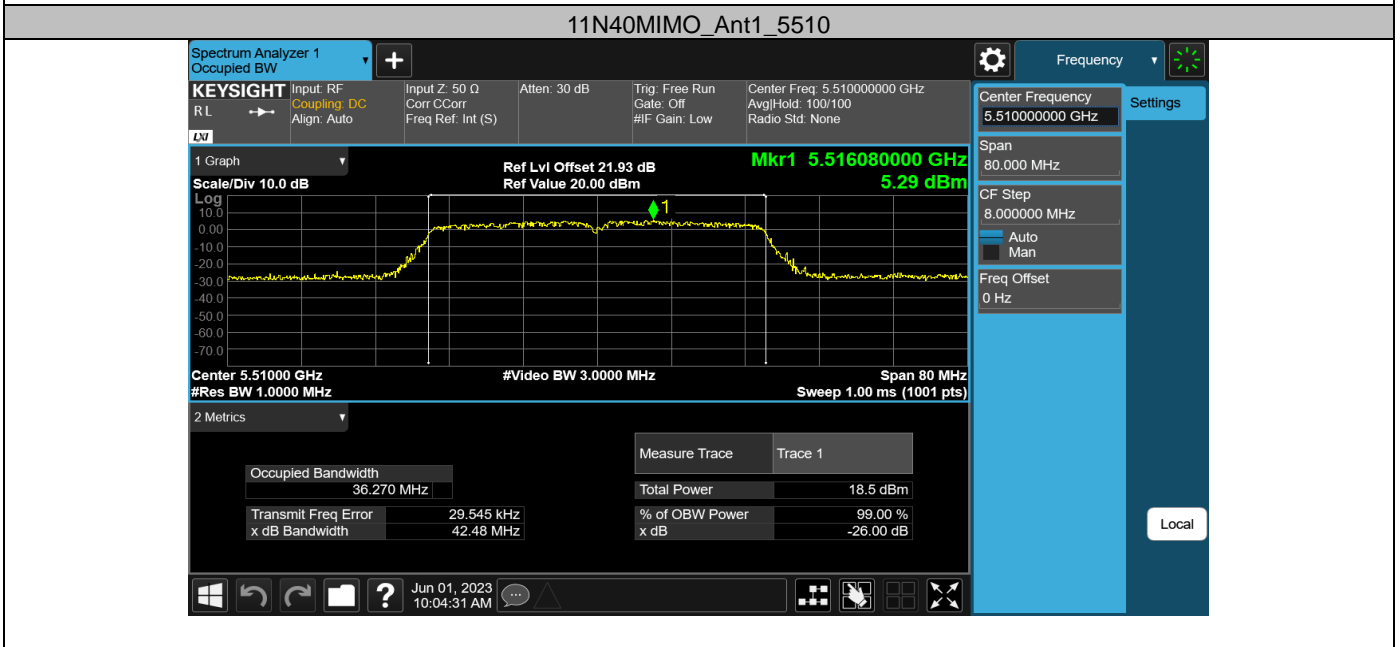 11N40MIMO_Ant1_5510
Spectrum Analyzer 1
Occupied BW
Frequency
KEYSIGHT
R L
LXI
Input: RF
Coupling: DC
Align: Auto
Input Z: 50 Ω
Corr CCorr
Freq Ref: Int (S)
Atten: 30 dB
Trig: Free Run
Gate: Off
#IF Gain: Low
Center Freq: 5.510000000 GHz
Avg|Hold: 100/100
Radio Std: None
Center Frequency
5.510000000 GHz
Settings
Span
80.000 MHz
CF Step
8.000000 MHz
Auto
Man
Freq Offset
0 Hz
Local
1 Graph
Scale/Div 10.0 dB
Ref Lvl Offset 21.93 dB
Ref Value 20.00 dBm
Mkr1 5.516080000 GHz
5.29 dBm
Log
10.0
0.00
-10.0
-20.0
-30.0
-40.0
-50.0
-60.0
-70.0
1
Center 5.51000 GHz
#Res BW 1.0000 MHz
#Video BW 3.0000 MHz
Span 80 MHz
Sweep 1.00 ms (1001 pts)
2 Metrics
Measure Trace Trace 1
Occupied Bandwidth
36.270 MHz
Total Power 18.5 dBm
Transmit Freq Error 29.545 kHz
% of OBW Power 99.00 %
x dB Bandwidth 42.48 MHz
x dB -26.00 dB
?
Jun 01, 2023
10:04:31 AM